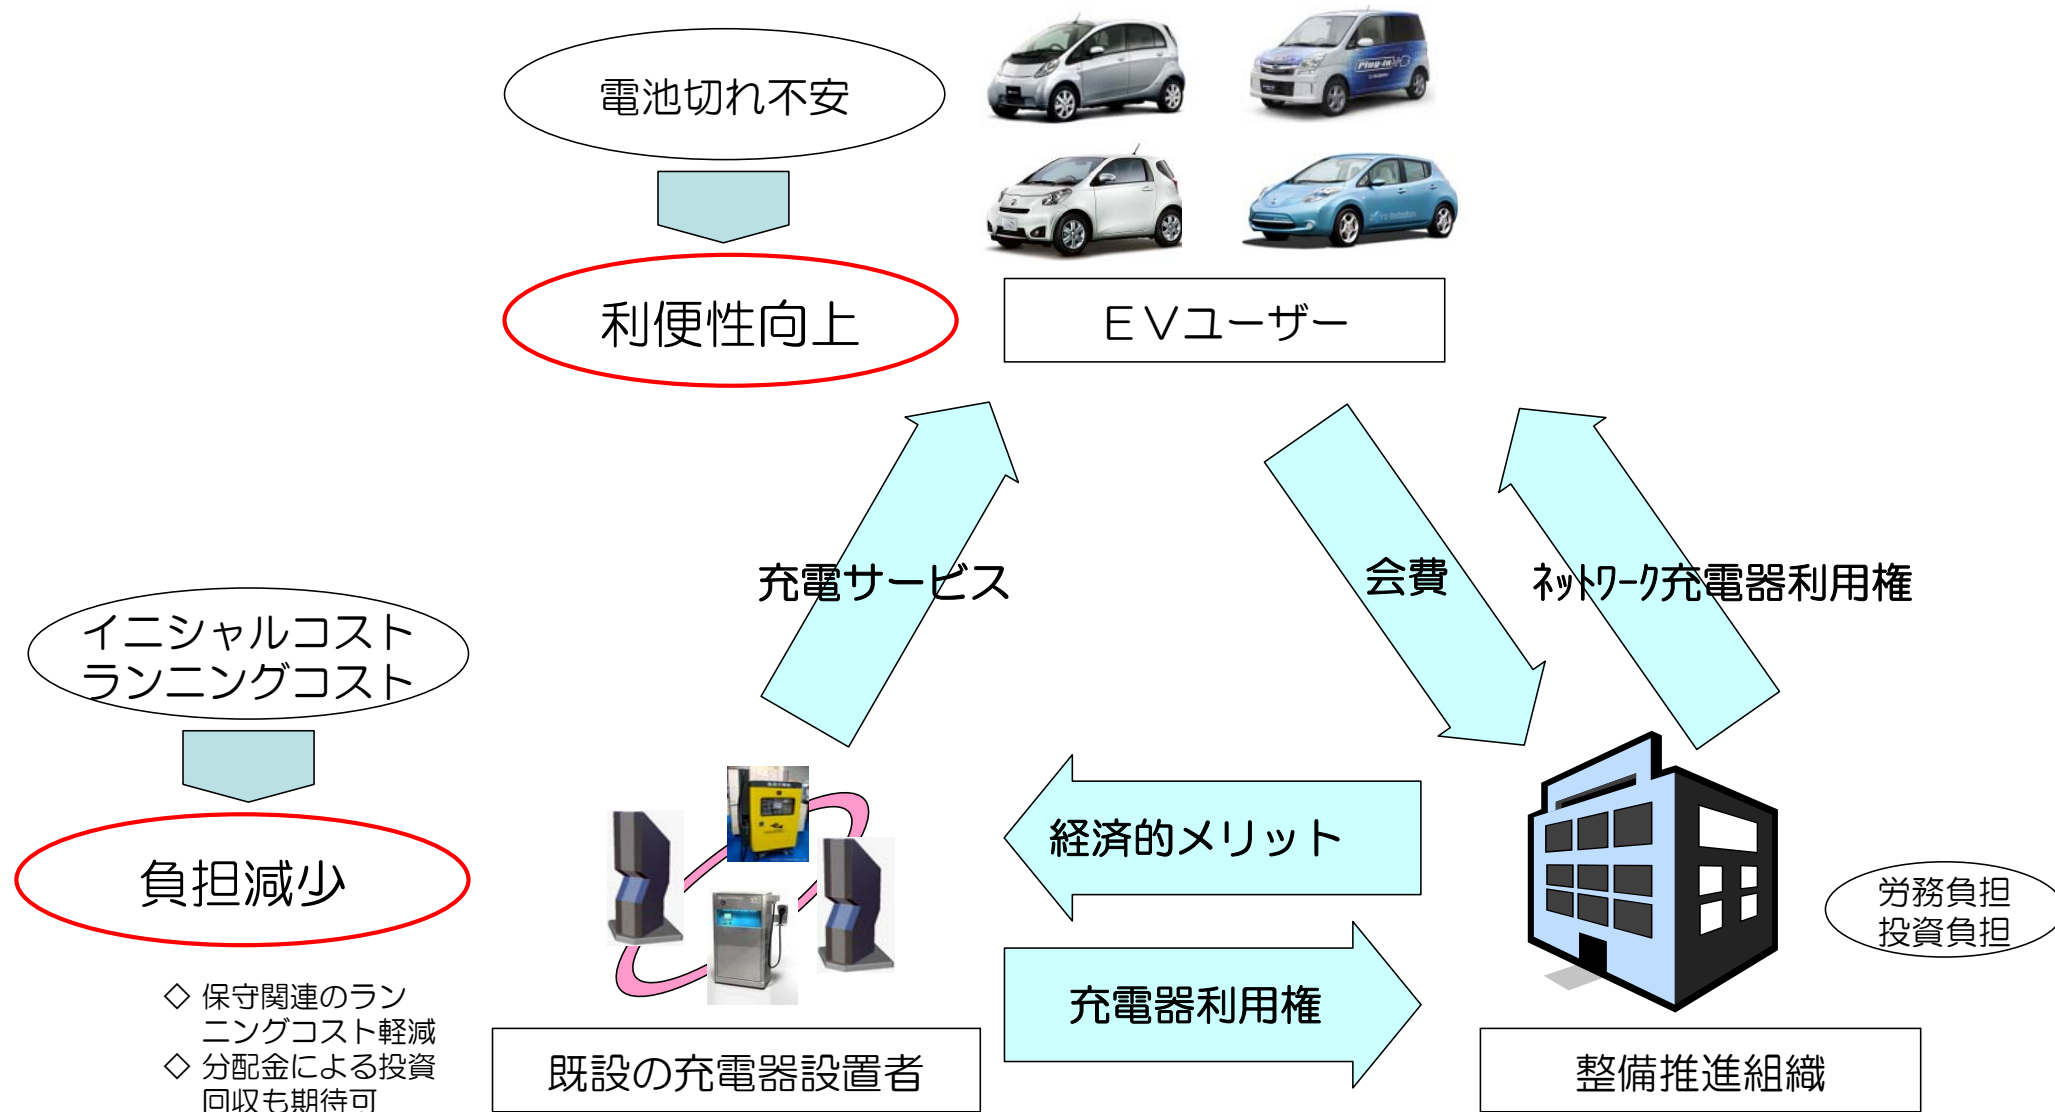 電池切れ不安
Plug-in
利便性向上
EVユーザー
充電サービス
会費
ネットワーク充電器利用権
イニシャルコスト
ランニングコスト
負担減少
経済的メリット
労務負担
投資負担
充電器利用権
◇ 保守関連のラン
ニングコスト軽減
◇ 分配金による投資
回収も期待可
既設の充電器設置者
整備推進組織